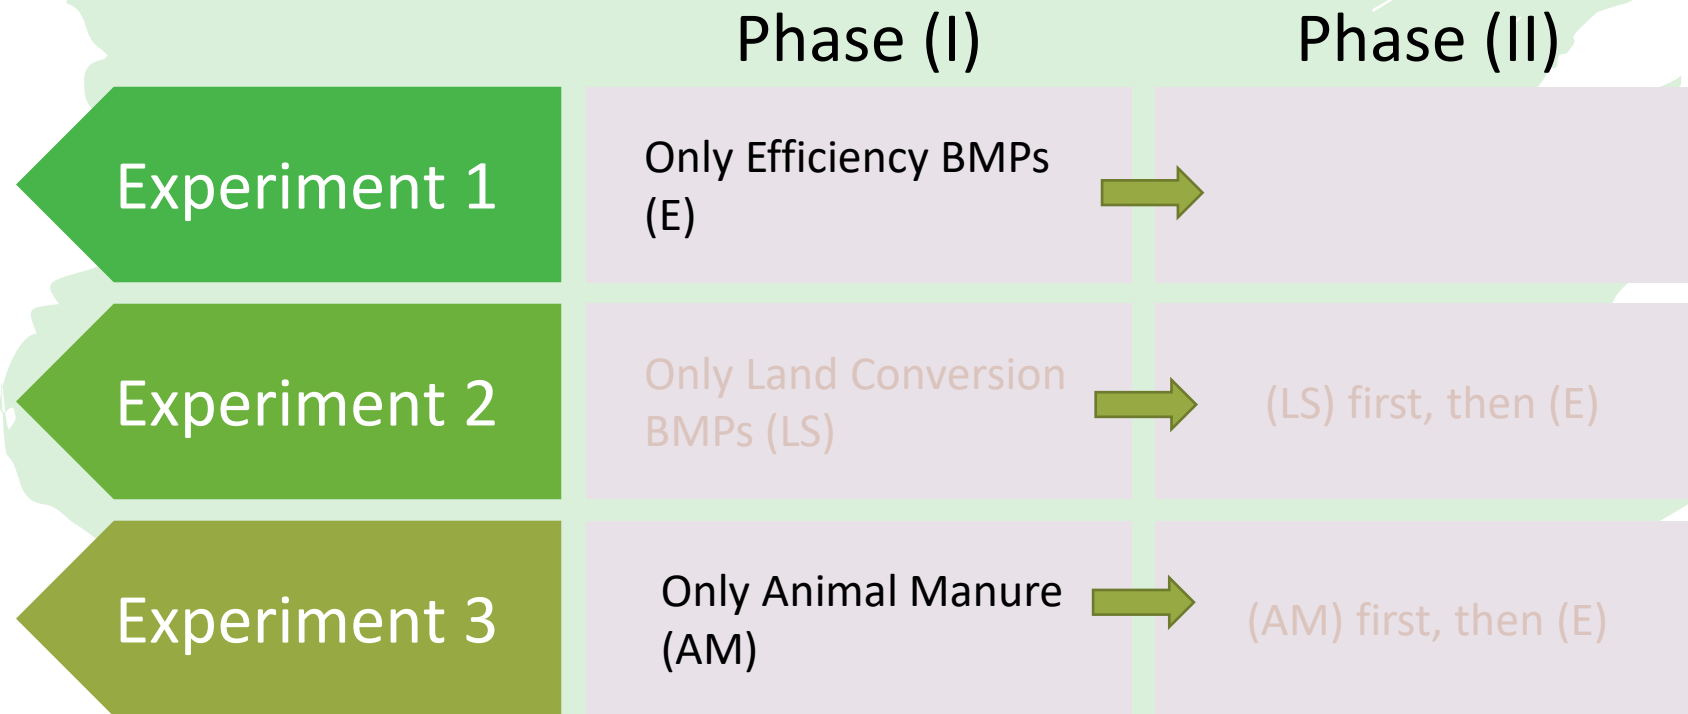 Phase (I)
Phase (II)
Experiment 1
Only Efficiency BMPs
(E)
Experiment 2
Only Land Conversion
BMPs (LS)
(LS) first, then (E)
Experiment 3
Only Animal Manure
(AM)
(AM) first, then (E)